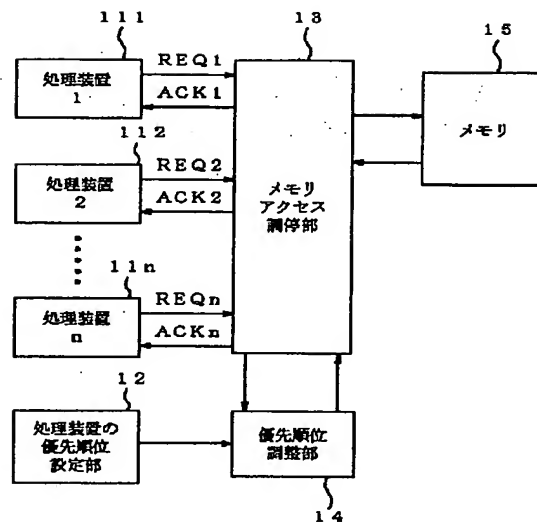 111
処理装置
1
REQ1
ACK1
112
処理装置
2
REQ2
ACK2
11n
処理装置
n
REQn
ACKn
12
処理装置の
優先順位
設定部
13
メモリ
アクセス
調停部
優先順位
調整部
14
15
メモリ